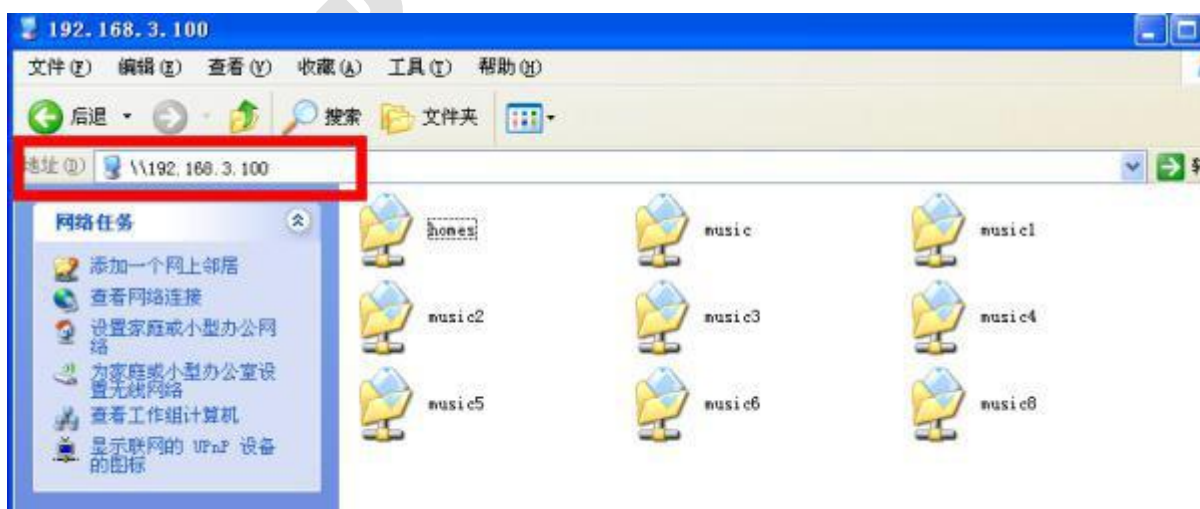 192.168.3.100
文件(F) 编辑(E) 查看(V) 收藏(A) 工具(T) 帮助(H)
后退 搜索 文件夹
地址(D) \\192.168.3.100
网络任务
homes music music1
添加一个网上邻居
查看网络连接
music2 music3 music4
设置家庭或小型办公网
络
为家庭或小型办公室设
置无线网络
music5 music6 music8
查看工作组计算机
显示联网的 UPnP 设备
的图标